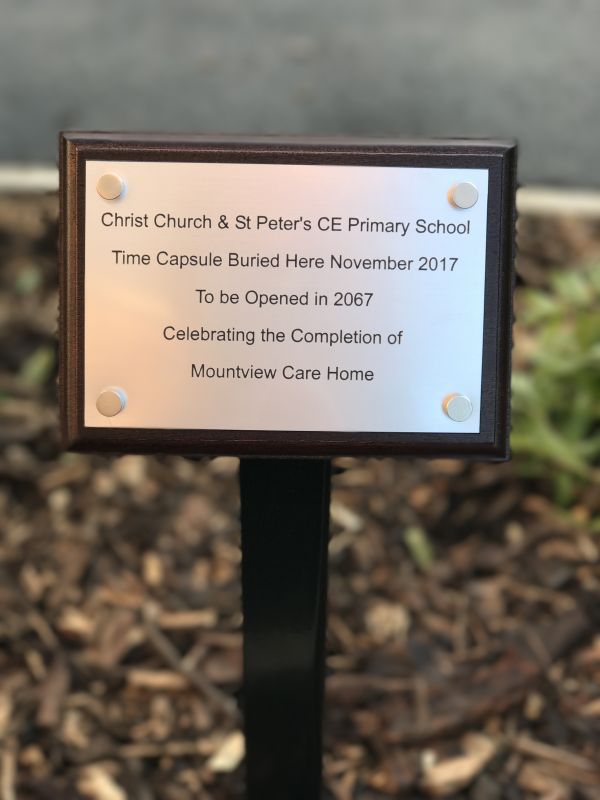 Christ Church & St Peter's CE Primary School
Time Capsule Buried Here November 2017
To be Opened in 2067
Celebrating the Completion of
Mountview Care Home